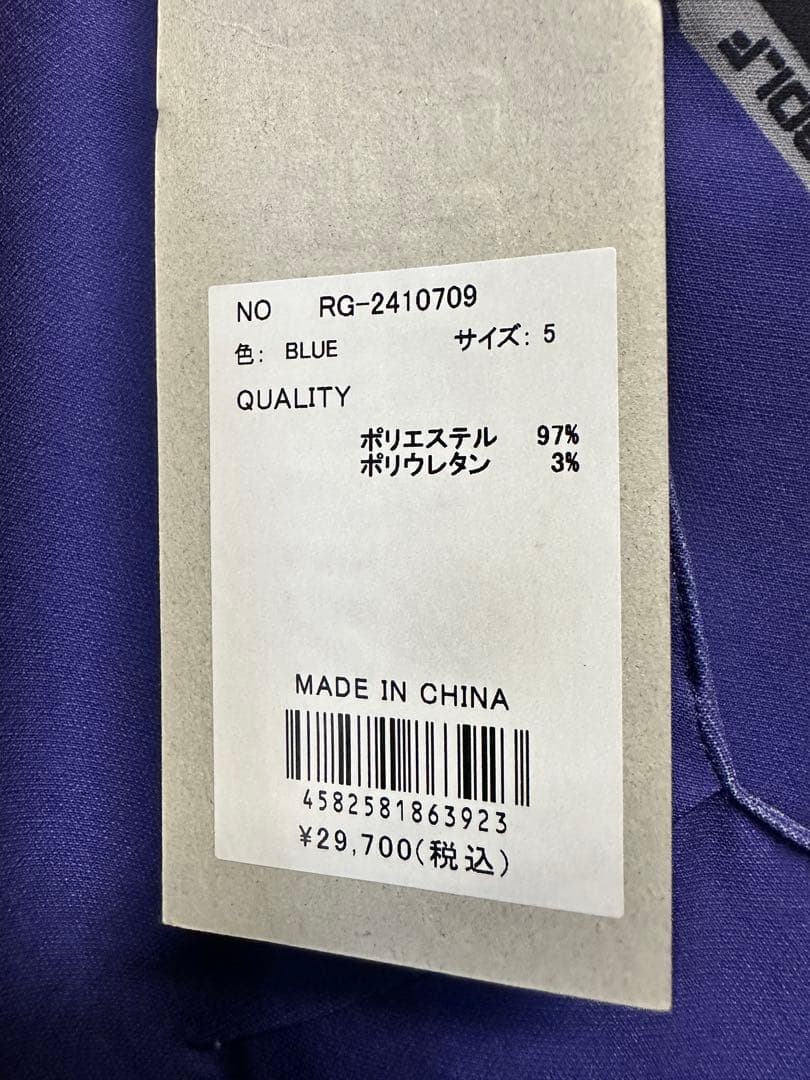 OLF
NO RG-2410709
色: BLUE サイズ: 5
QUALITY
ポリエステル 97%
ポリウレタン 3%
MADE IN CHINA
4582581863923
¥29,700(税込)